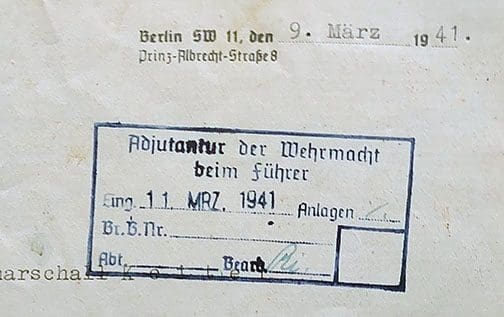 Berlin SW 11, den 9. März 1941.
Prinz-Albrecht-Straße 8
Adjutantur der Wehrmacht
beim Führer
Eing. 11. MRZ. 1941 Anlagen
Br. B. Nr.
Abt. Bearb.
marschall Keitel